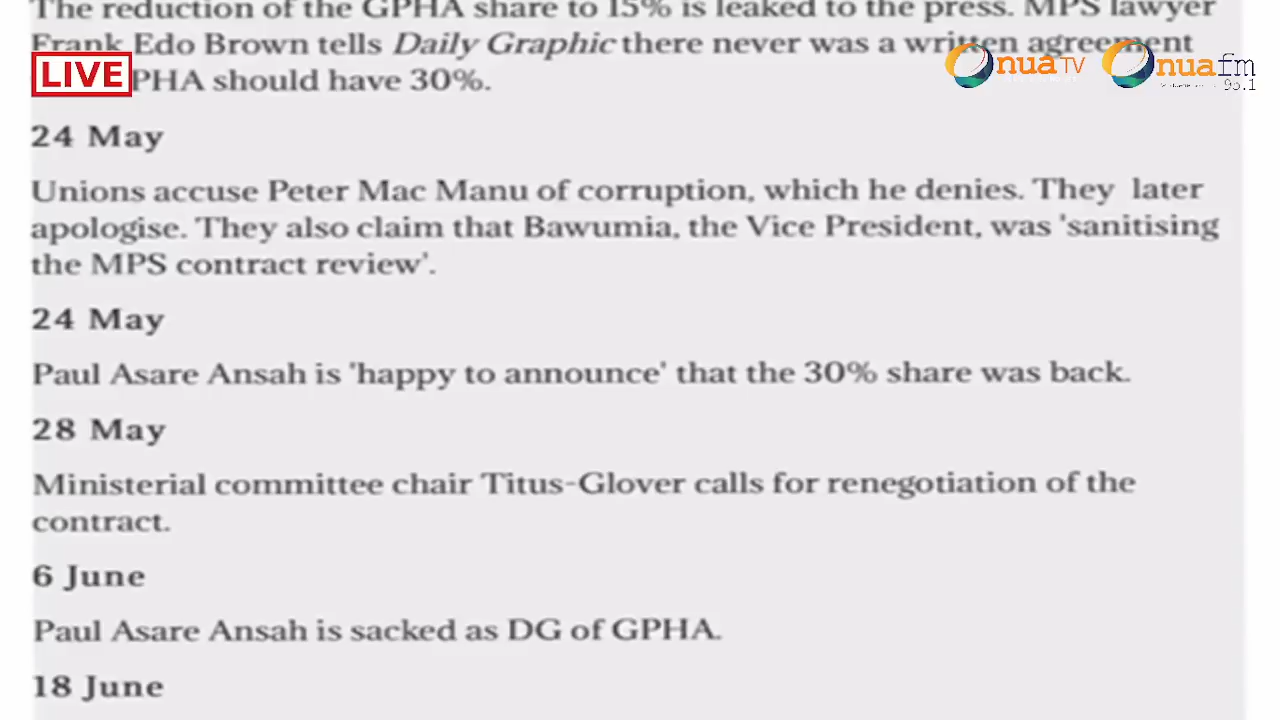 The reduction of the GPHA share to 15% is leaked to the press. MPS lawyer
Frank Edo Brown tells Daily Graphic there never was a written agreement
PHA should have 30%.
LIVE
nua TV
nua fm
95.1
24 May
Unions accuse Peter Mac Manu of corruption, which he denies. They later
apologise. They also claim that Bawumia, the Vice President, was 'sanitising
the MPS contract review'.
24 May
Paul Asare Ansah is 'happy to announce' that the 30% share was back.
28 May
Ministerial committee chair Titus-Glover calls for renegotiation of the
contract.
6 June
Paul Asare Ansah is sacked as DG of GPHA.
18 June